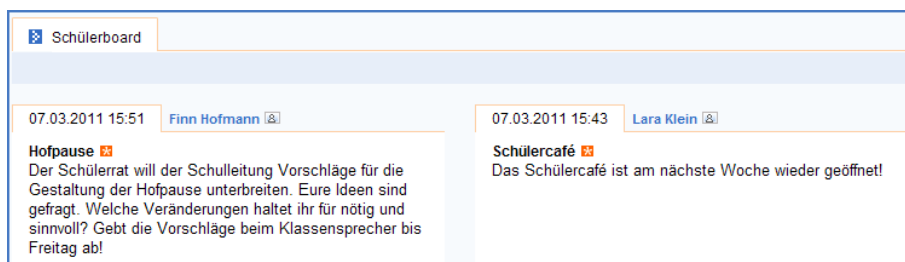 Schülerboard
07.03.2011 15:51 Finn Hofmann
Hofpause
Der Schülerrat will der Schulleitung Vorschläge für die
Gestaltung der Hofpause unterbreiten. Eure Ideen sind
gefragt. Welche Veränderungen haltet ihr für nötig und
sinnvoll? Gebt die Vorschläge beim Klassensprecher bis
Freitag ab!
07.03.2011 15:43 Lara Klein
Schülercafé
Das Schülercafé ist am nächste Woche wieder geöffnet!